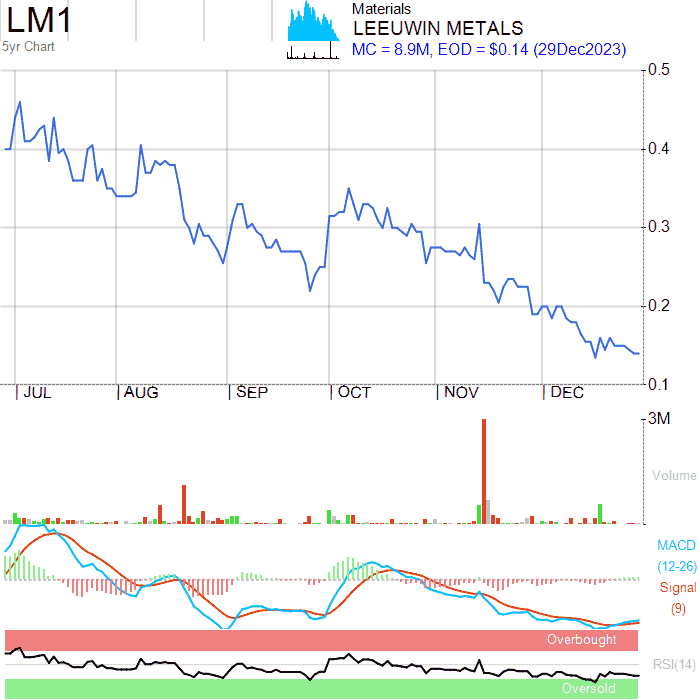 LM1
5yr Chart
Materials
LEEUWIN METALS
MC = 8.9M, EOD = $0.14 (29Dec2023)
0.5
0.4
0.3
0.2
0.1
JUL AUG SEP OCT NOV DEC
3M
Volume
MACD
(12-26)
Signal
(9)
Overbought
RSI(14)
Oversold